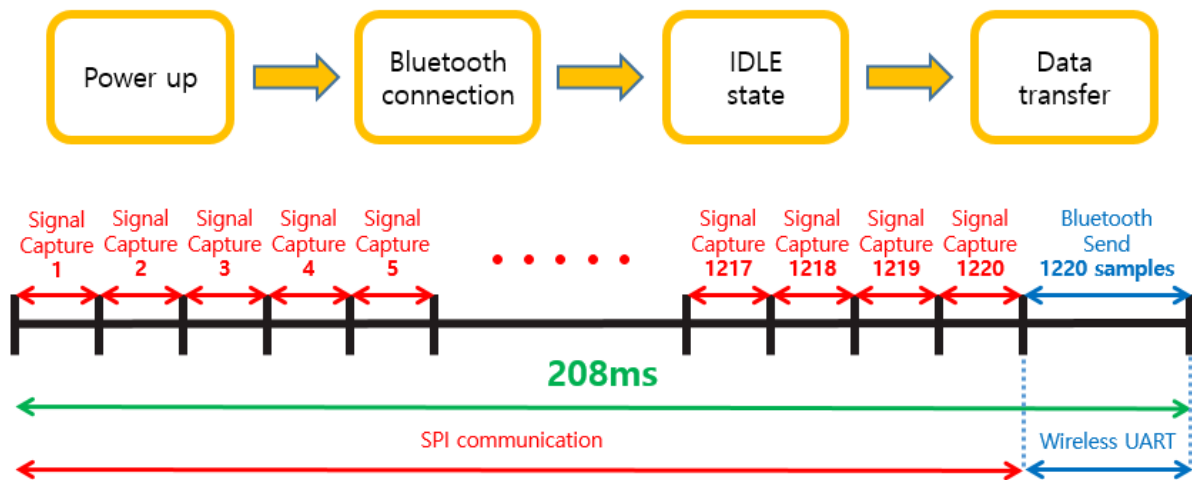 Power up
Bluetooth
connection
IDLE
state
Data
transfer
Signal
Capture
1
Signal
Capture
2
Signal
Capture
3
Signal
Capture
4
Signal
Capture
5
Signal
Capture
1217
Signal
Capture
1218
Signal
Capture
1219
Signal
Capture
1220
Bluetooth
Send
1220 samples
208ms
SPI communication
Wireless UART